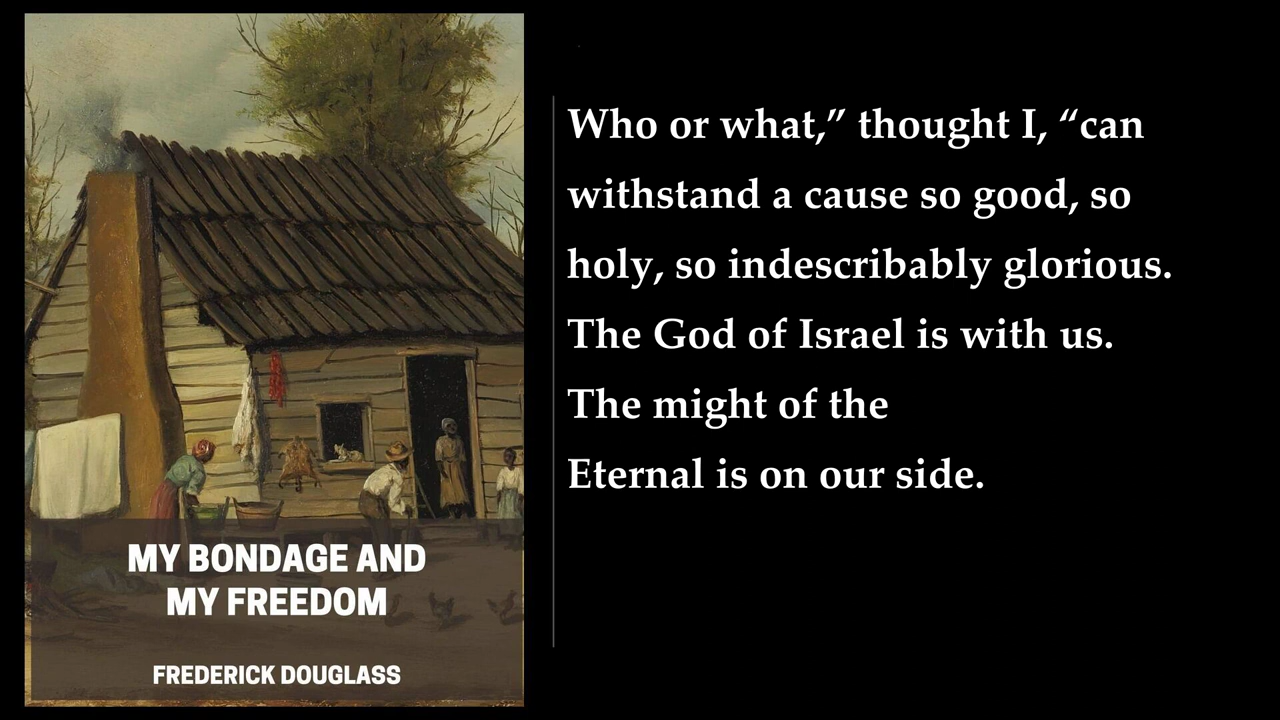 MY BONDAGE AND
MY FREEDOM
FREDERICK DOUGLASS
Who or what,” thought I, “can
withstand a cause so good, so
holy, so indescribably glorious.
The God of Israel is with us.
The might of the
Eternal is on our side.